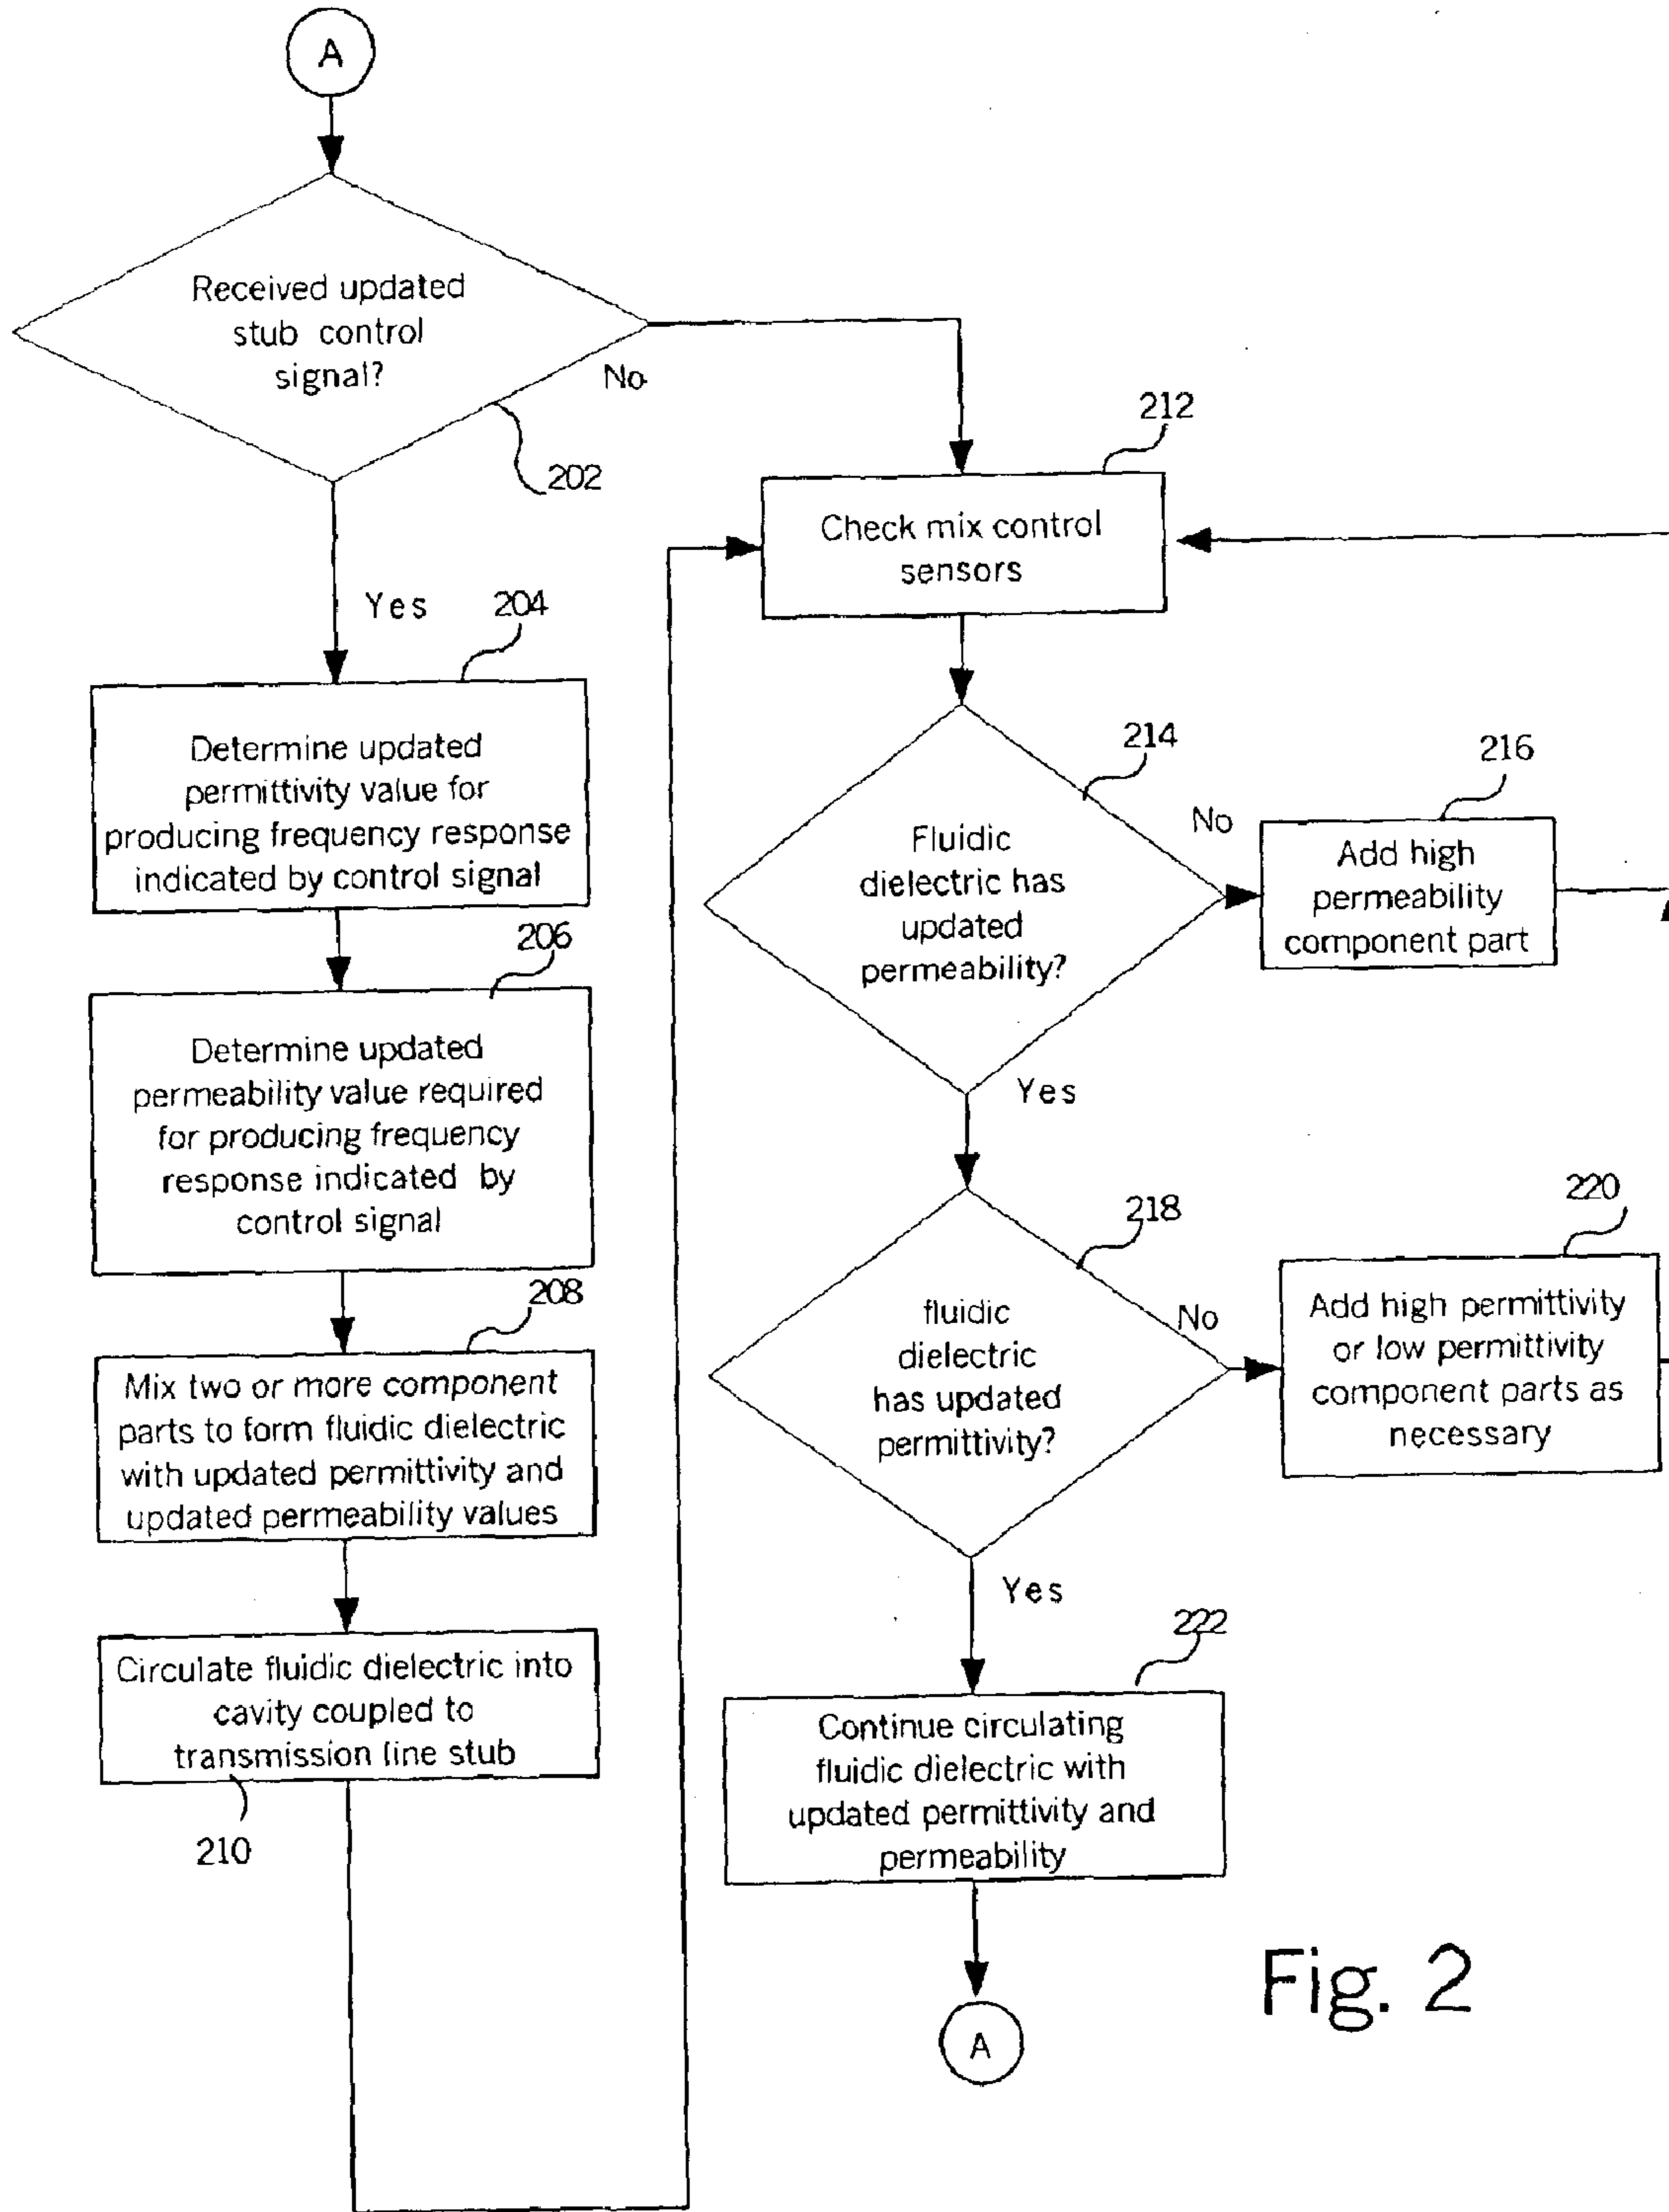 A
Received updated
stub control
signal?
No
202
Yes
204
Determine updated
permittivity value for
producing frequency response
indicated by control signal
206
Determine updated
permeability value required
for producing frequency
response indicated by
control signal
208
Mix two or more component
parts to form fluidic dielectric
with updated permittivity and
updated permeability values
Circulate fluidic dielectric into
cavity coupled to
transmission line stub
210
212
Check mix control
sensors
214
Fluidic
dielectric has
updated
permeability?
No
216
Add high
permeability
component part
Yes
218
fluidic
dielectric
has updated
permittivity?
No
220
Add high permittivity
or low permittivity
component parts as
necessary
Yes
222
Continue circulating
fluidic dielectric with
updated permittivity and
permeability
A
Fig. 2